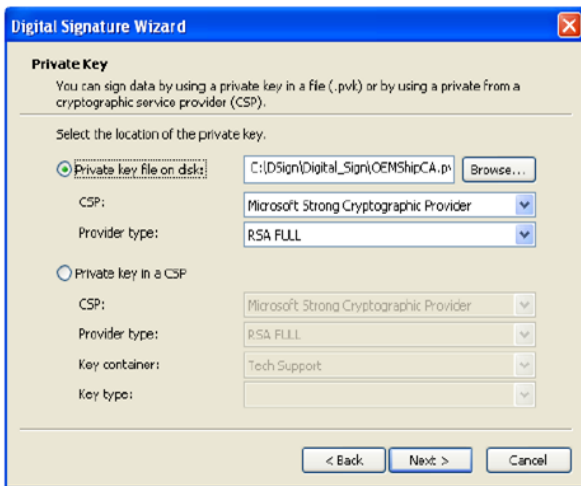 Digital Signature Wizard
Private Key
You can sign data by using a private key in a file (.pvk) or by using a private from a
cryptographic service provider (CSP).
Select the location of the private key.
Private key file on disk: C:\DSign\Digital_Sign\OEMShipCA.pv Browse...
CSP: Microsoft Strong Cryptographic Provider
Provider type: RSA FULL
Private key in a CSP
CSP: Microsoft Strong Cryptographic Provider
Provider type: RSA FULL
Key container: Tech Support
Key type:
< Back Next > Cancel